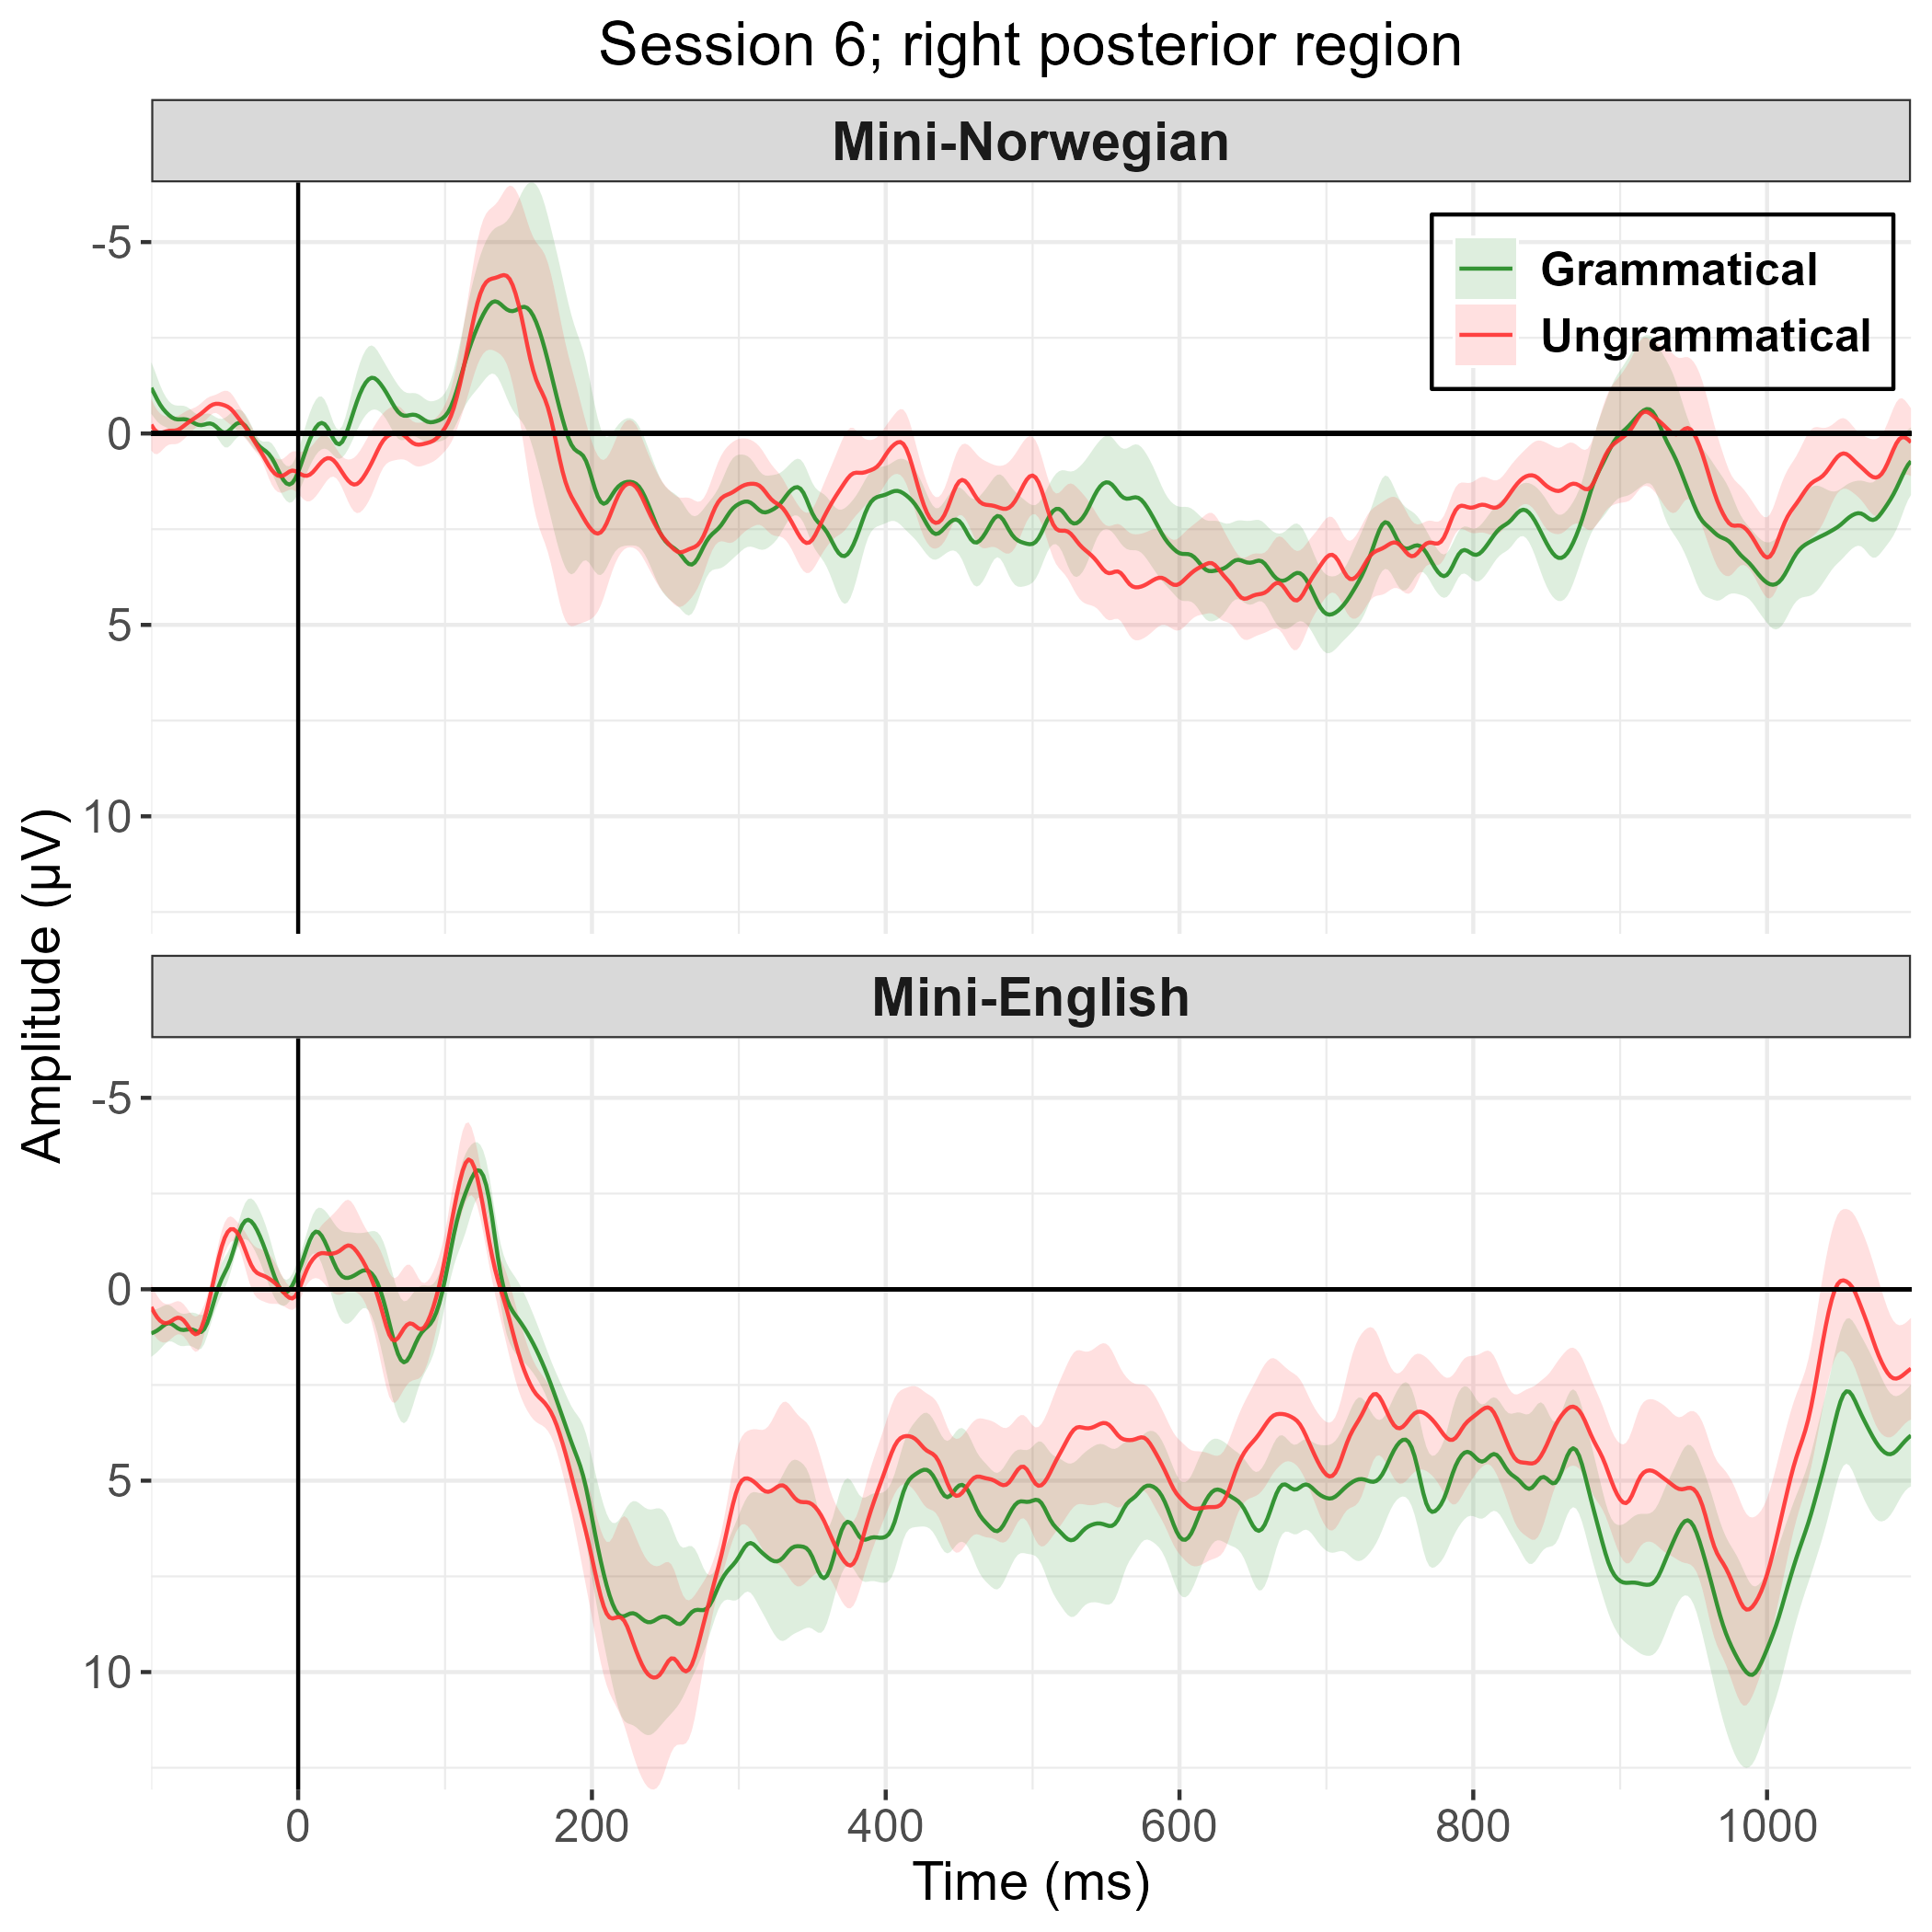 Session 6; right posterior region
Mini-Norwegian
Grammatical
Ungrammatical
-5
0
5
10
Amplitude (µV)
Mini-English
-5
0
5
10
0 200 400 600 800 1000
Time (ms)